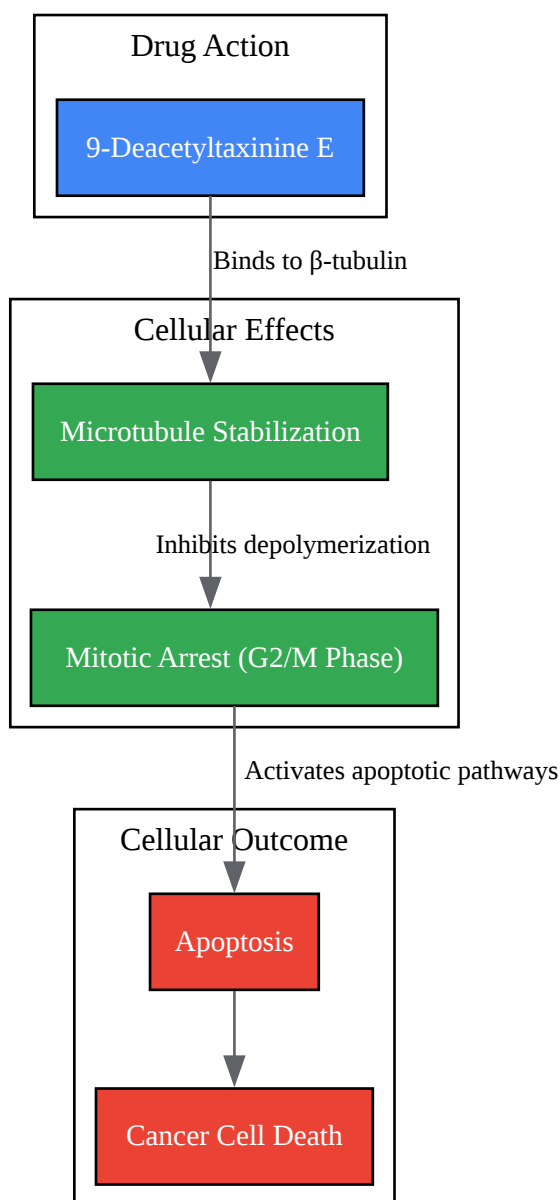 Drug Action
9-Deacetyltaxinine E
Binds to β-tubulin
Cellular Effects
Microtubule Stabilization
Inhibits depolymerization
Mitotic Arrest (G2/M Phase)
Activates apoptotic pathways
Cellular Outcome
Apoptosis
Cancer Cell Death